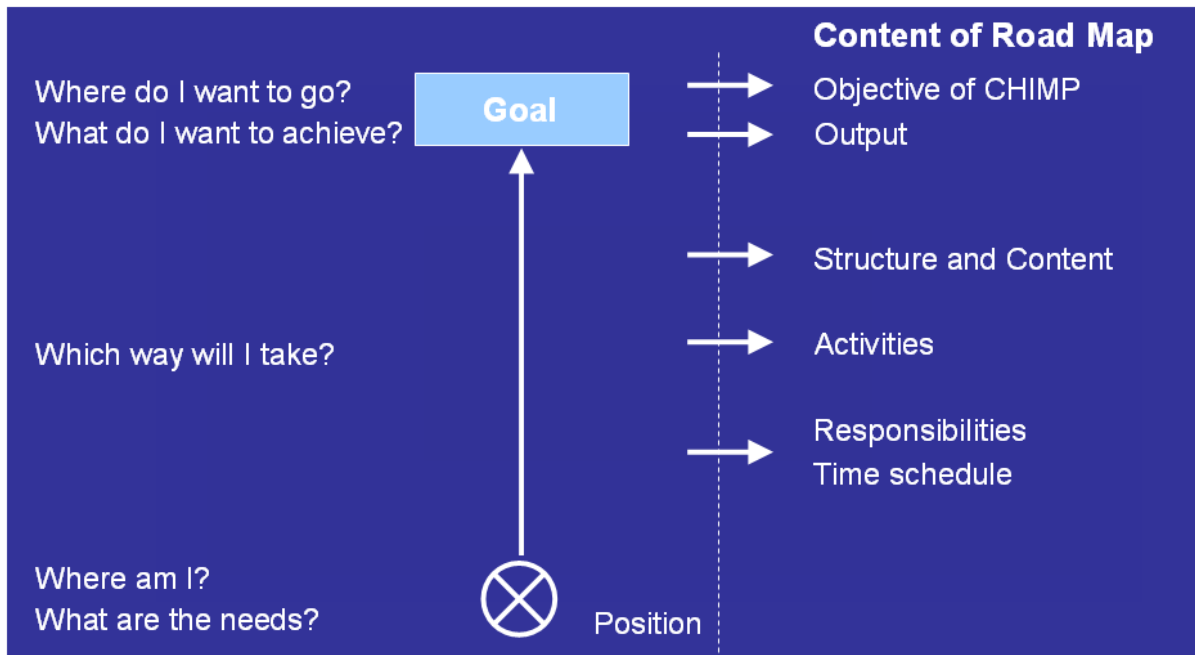 Content of Road Map
Where do I want to go?
What do I want to achieve?
Goal
Objective of CHIMP
Output
Structure and Content
Which way will I take?
Activities
Responsibilities
Time schedule
Where am I?
What are the needs?
Position